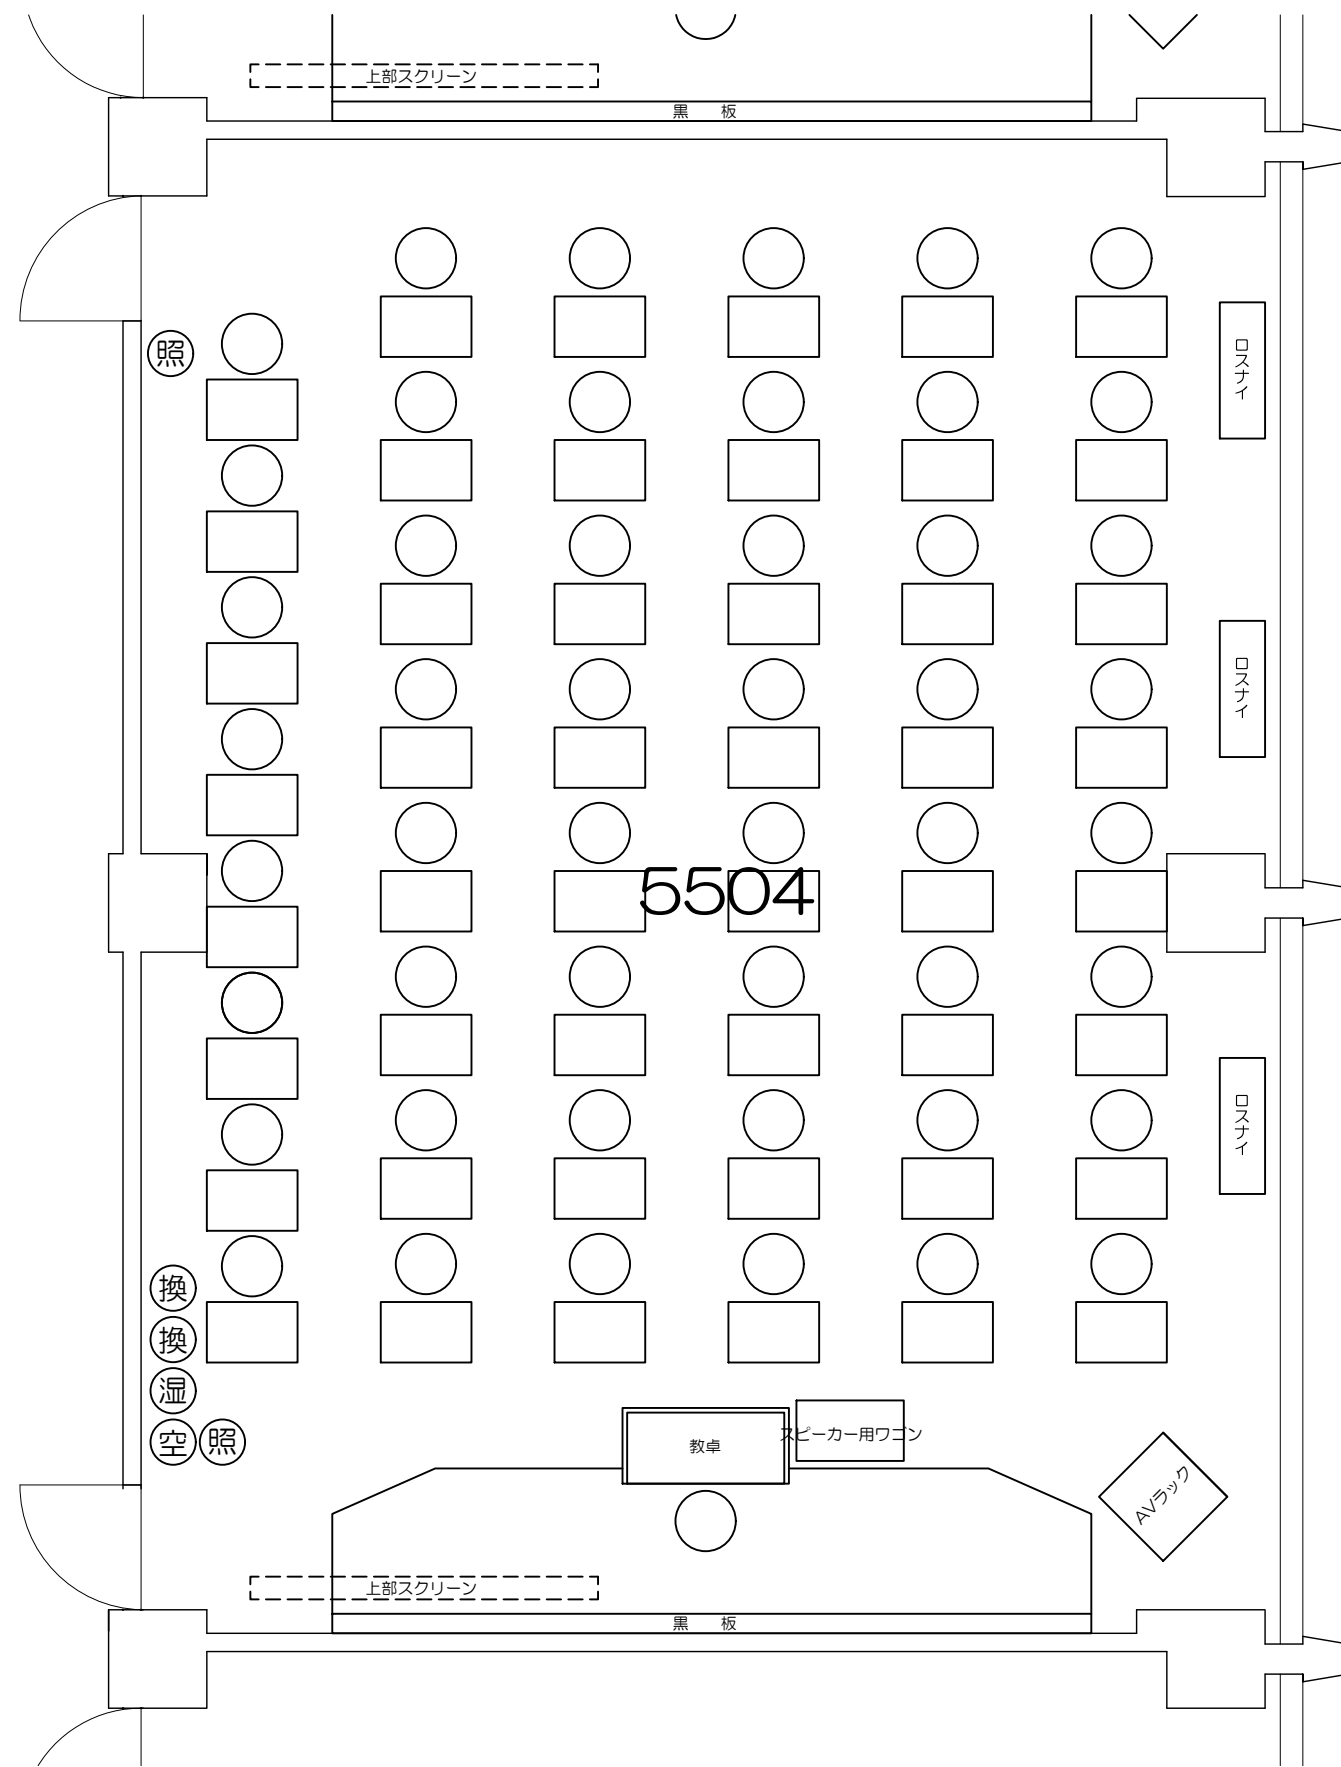 上部スクリーン
黒 板
照
ロスナイ
ロスナイ
5504
ロスナイ
換
換
湿
空 照
教卓
スピーカー用ワゴン
AVラック
上部スクリーン
黒 板